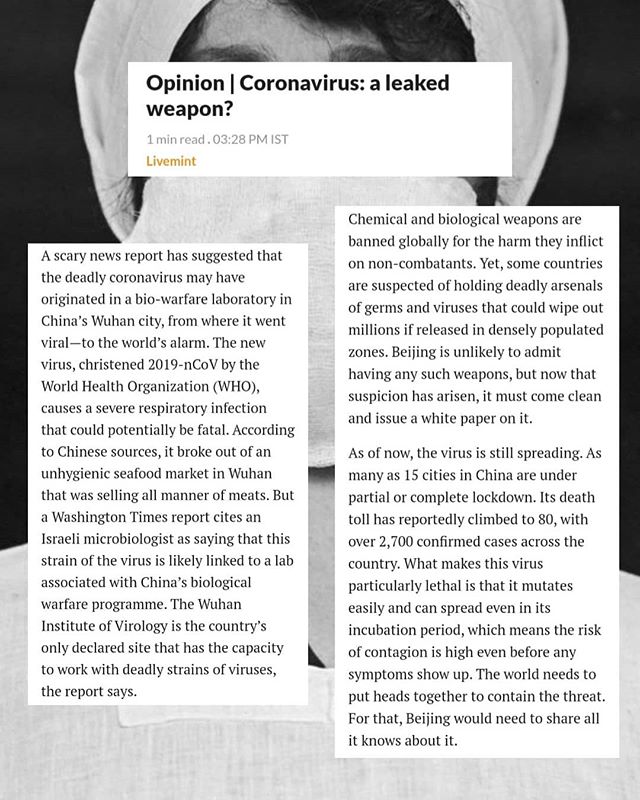 Opinion | Coronavirus: a leaked
weapon?
1 min read . 03:28 PM IST
Livemint
A scary news report has suggested that
the deadly coronavirus may have
originated in a bio-warfare laboratory in
China's Wuhan city, from where it went
viral—to the world's alarm. The new
virus, christened 2019-nCoV by the
World Health Organization (WHO),
causes a severe respiratory infection
that could potentially be fatal. According
to Chinese sources, it broke out of an
unhygienic seafood market in Wuhan
that was selling all manner of meats. But
a Washington Times report cites an
Israeli microbiologist as saying that this
strain of the virus is likely linked to a lab
associated with China's biological
warfare programme. The Wuhan
Institute of Virology is the country's
only declared site that has the capacity
to work with deadly strains of viruses,
the report says.
Chemical and biological weapons are
banned globally for the harm they inflict
on non-combatants. Yet, some countries
are suspected of holding deadly arsenals
of germs and viruses that could wipe out
millions if released in densely populated
zones. Beijing is unlikely to admit
having any such weapons, but now that
suspicion has arisen, it must come clean
and issue a white paper on it.
As of now, the virus is still spreading. As
many as 15 cities in China are under
partial or complete lockdown. Its death
toll has reportedly climbed to 80, with
over 2,700 confirmed cases across the
country. What makes this virus
particularly lethal is that it mutates
easily and can spread even in its
incubation period, which means the risk
of contagion is high even before any
symptoms show up. The world needs to
put heads together to contain the threat.
For that, Beijing would need to share all
it knows about it.